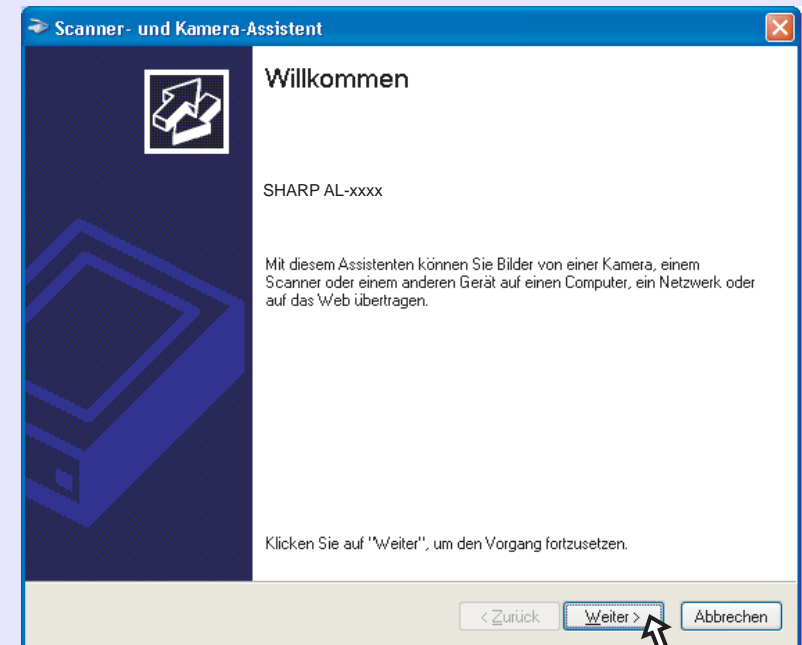 Scanner- und Kamera-Assistent
Willkommen
SHARP AL-xxxx
Mit diesem Assistenten können Sie Bilder von einer Kamera, einem
Scanner oder einem anderen Gerät auf einen Computer, ein Netzwerk oder
auf das Web übertragen.
Klicken Sie auf "Weiter", um den Vorgang fortzusetzen.
< Zurück Weiter > Abbrechen